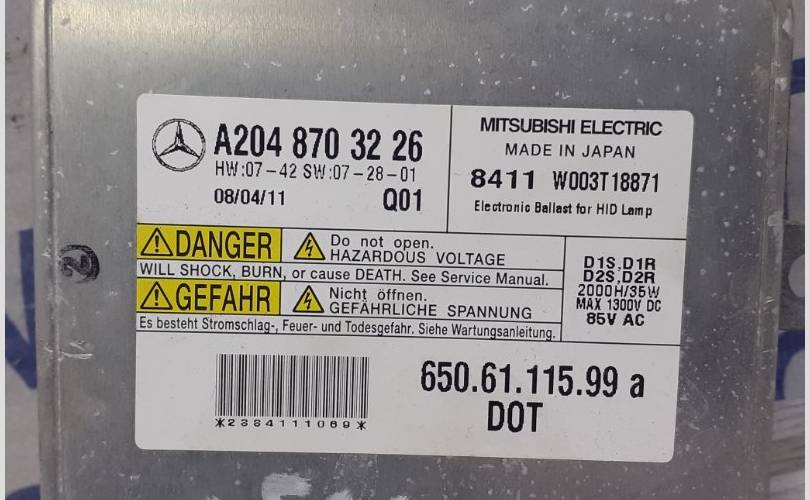 A204 870 3226
HW:07-42 SW:07-28-01
08/04/11 Q01
MITSUBISHI ELECTRIC
MADE IN JAPAN
8411 W003T18871
Electronic Ballast for HID Lamp
DANGER
Do not open.
HAZARDOUS VOLTAGE
WILL SHOCK, BURN, or cause DEATH. See Service Manual.
GEFAHR
Nicht öffnen.
GEFÄHRLICHE SPANNUNG
Es besteht Stromschlag-, Feuer- und Todesgefahr. Siehe Wartungsanleitung.
D1S,D1R
D2S,D2R
2000H/35W
MAX 1300V DC
85V AC
*2384111069*
650.61.115.99 a
DOT
2